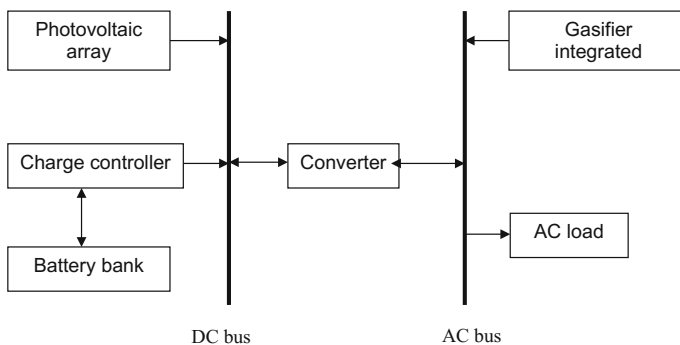 Photovoltaic
array
Gasifier
integrated
Charge controller
Converter
Battery bank
AC load
DC bus
AC bus